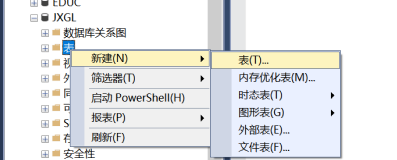 EDUC
JXGL
数据库关系图
表
新建(N)
表(T)...
筛选器(T)
内存优化表(M)...
启动 PowerShell(H)
时态表(T)
报表(P)
图形表(G)
刷新(F)
外部表(E)...
文件表(F)...
安全性